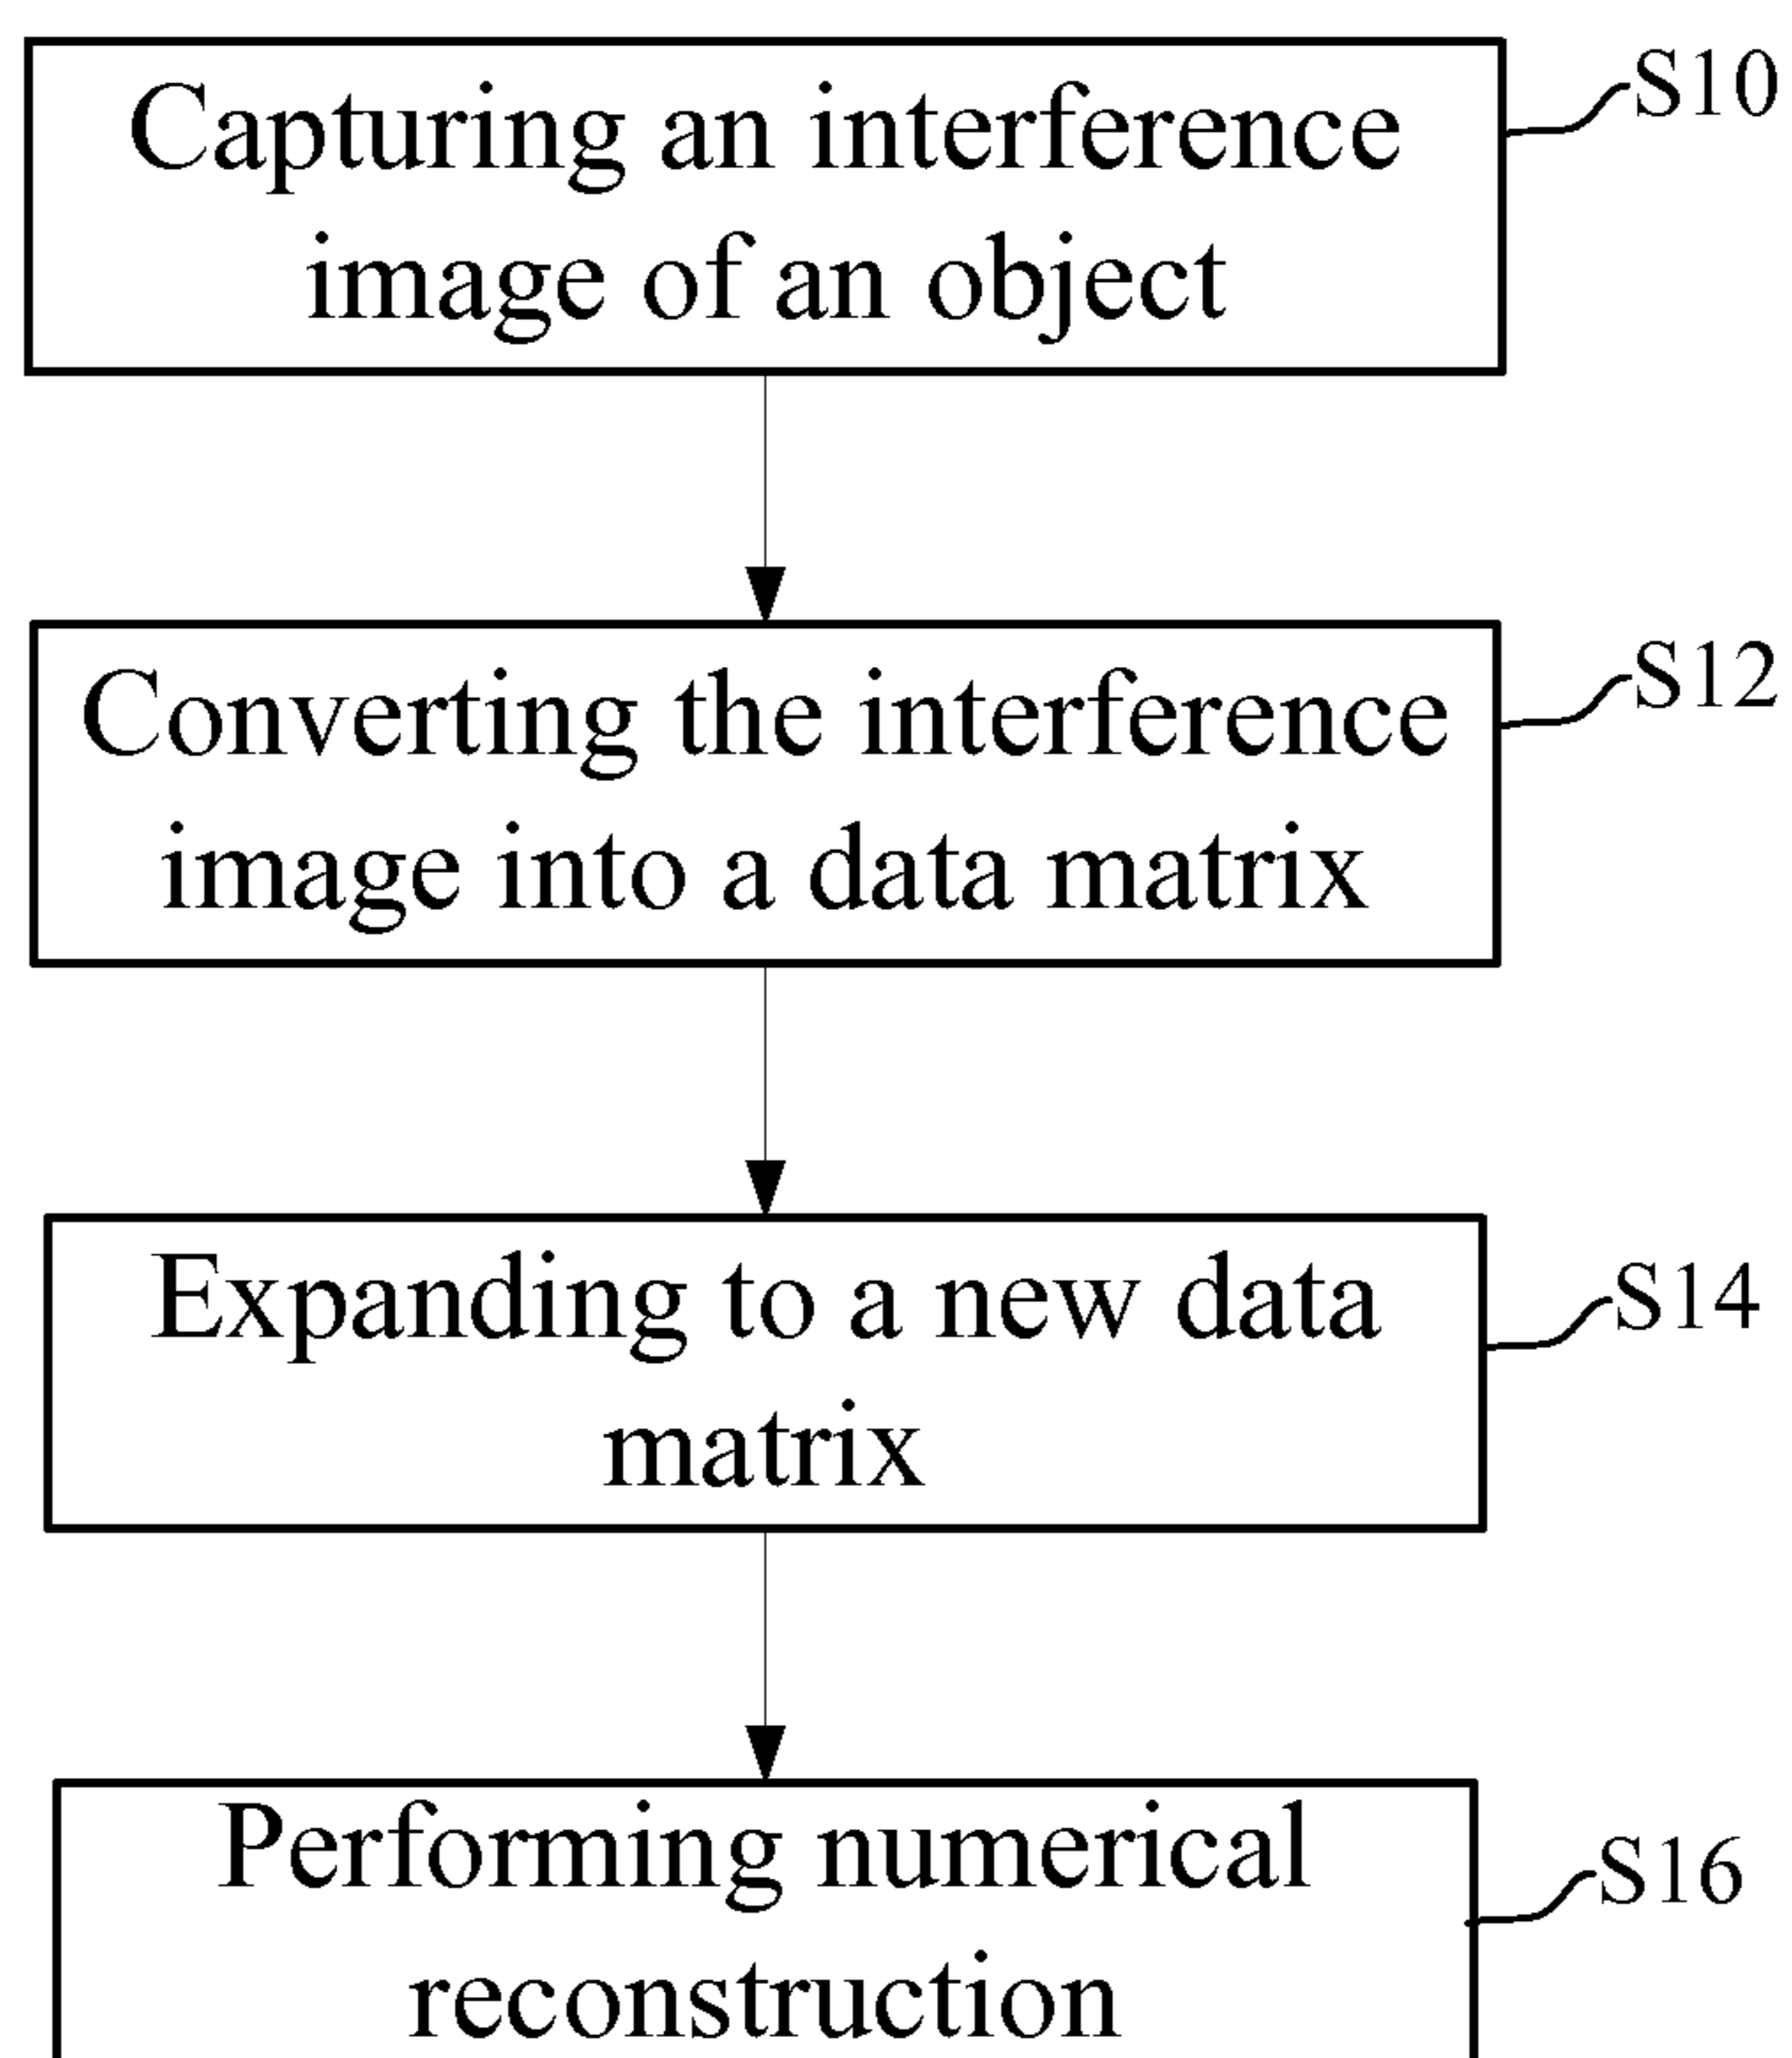 Capturing an interference
image of an object
S10
Converting the interference
image into a data matrix
S12
Expanding to a new data
matrix
S14
Performing numerical
reconstruction
S16